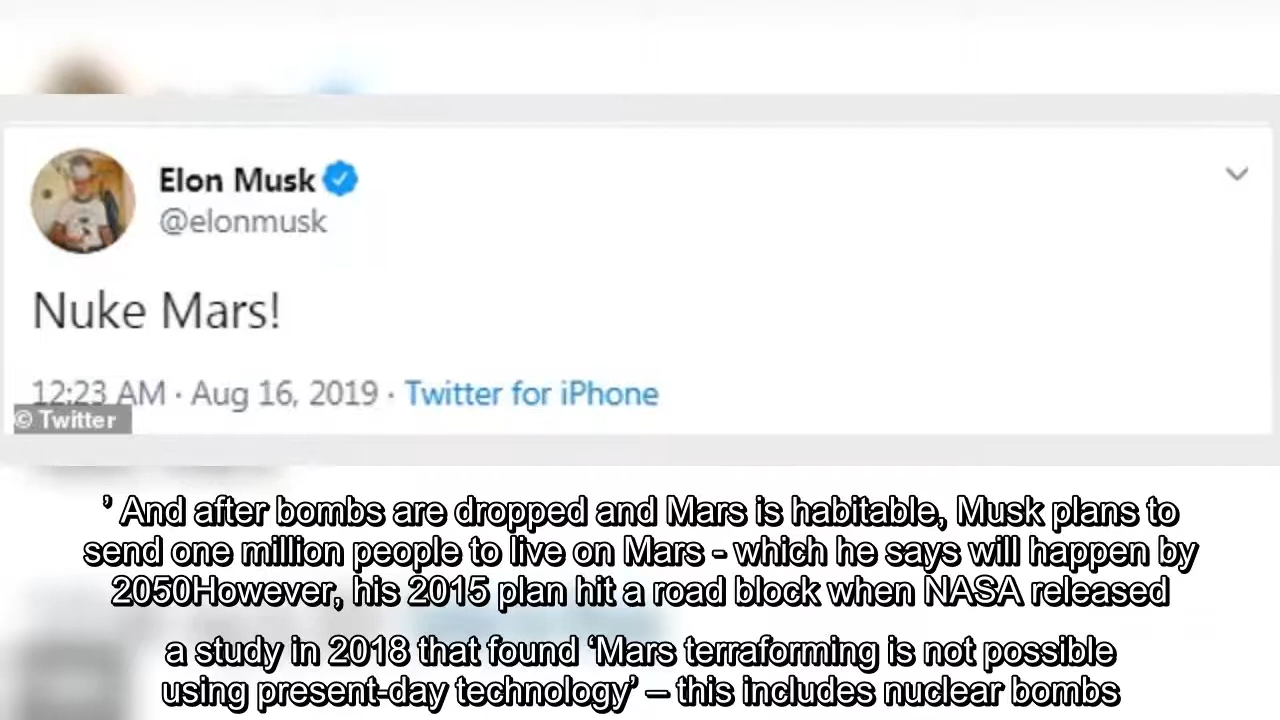 Elon Musk
@elonmusk
Nuke Mars!
12:23 AM · Aug 16, 2019 · Twitter for iPhone
© Twitter
’ And after bombs are dropped and Mars is habitable, Musk plans to
send one million people to live on Mars - which he says will happen by
2050However, his 2015 plan hit a road block when NASA released
a study in 2018 that found ‘Mars terraforming is not possible
using present-day technology’ – this includes nuclear bombs